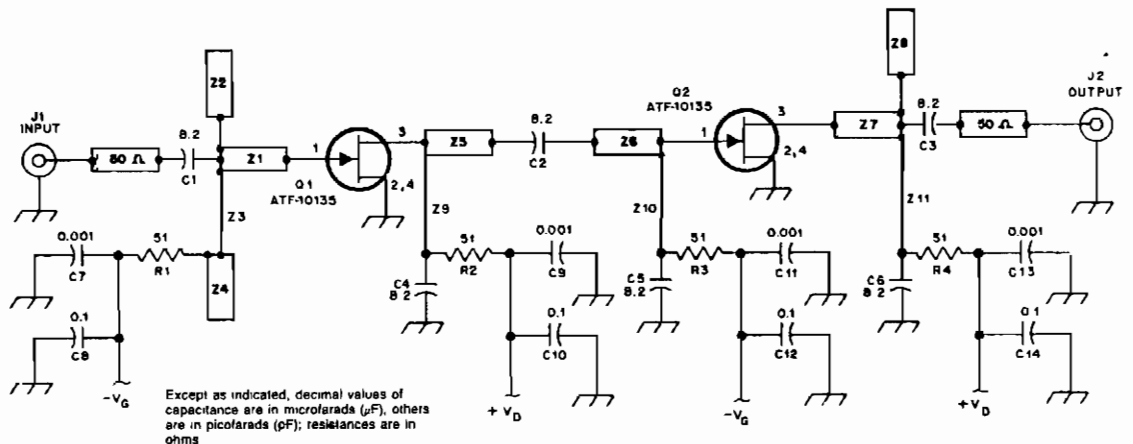 Z2
Z8
J1
INPUT
J2
OUTPUT
Q2
ATF-10135
8.2
C1
50 Ω
Z1
1
3
2,4
Q1
ATF-10135
Z5
8.2
C2
Z6
1
3
2,4
Z7
8.2
C3
50 Ω
Z3
Z9
Z10
Z11
0.001
C7
51
R1
Z4
C4
8.2
51
R2
0.001
C9
C5
8.2
51
R3
0.001
C11
C6
8.2
51
R4
0.001
C13
0.1
C8
0.1
C10
0.1
C12
0.1
C14
-VG
+VD
-VG
+VD
Except as indicated, decimal values of
capacitance are in microfarads (µF), others
are in picofarads (pF); resistances are in
ohms